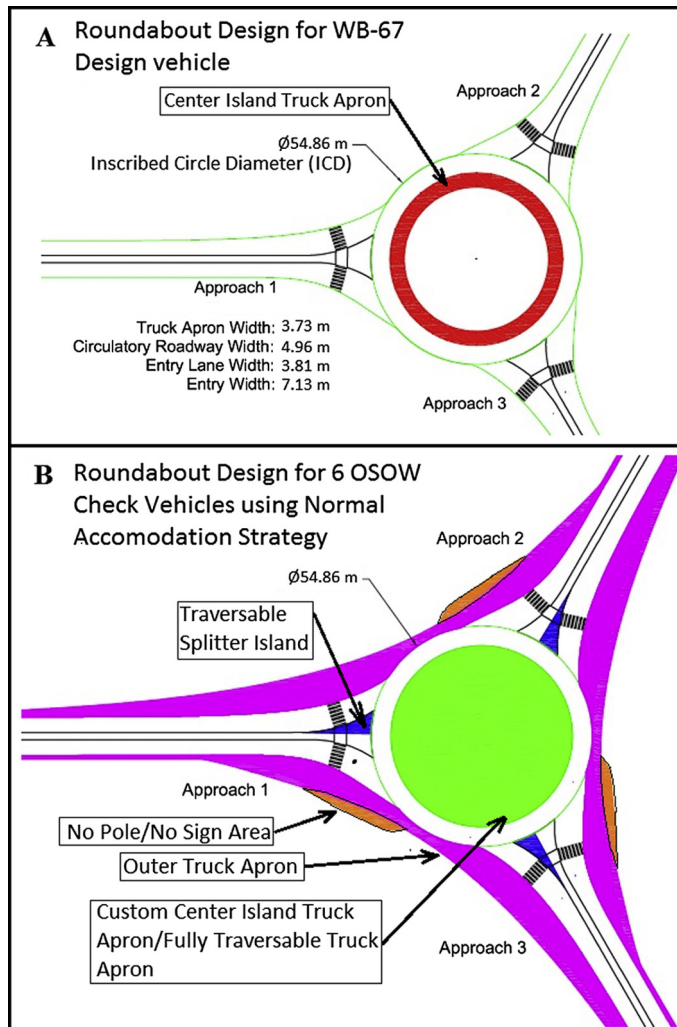 A
Roundabout Design for WB-67
Design vehicle
Center Island Truck Apron
Approach 2
Ø54.86 m
Inscribed Circle Diameter (ICD)
Approach 1
Truck Apron Width: 3.73 m
Circulatory Roadway Width: 4.96 m
Entry Lane Width: 3.81 m
Entry Width: 7.13 m
Approach 3
B
Roundabout Design for 6 OSOW
Check Vehicles using Normal
Accomodation Strategy
Approach 2
Ø54.86 m
Traversable
Splitter Island
Approach 1
No Pole/No Sign Area
Outer Truck Apron
Custom Center Island Truck
Apron/Fully Traversable Truck
Apron
Approach 3